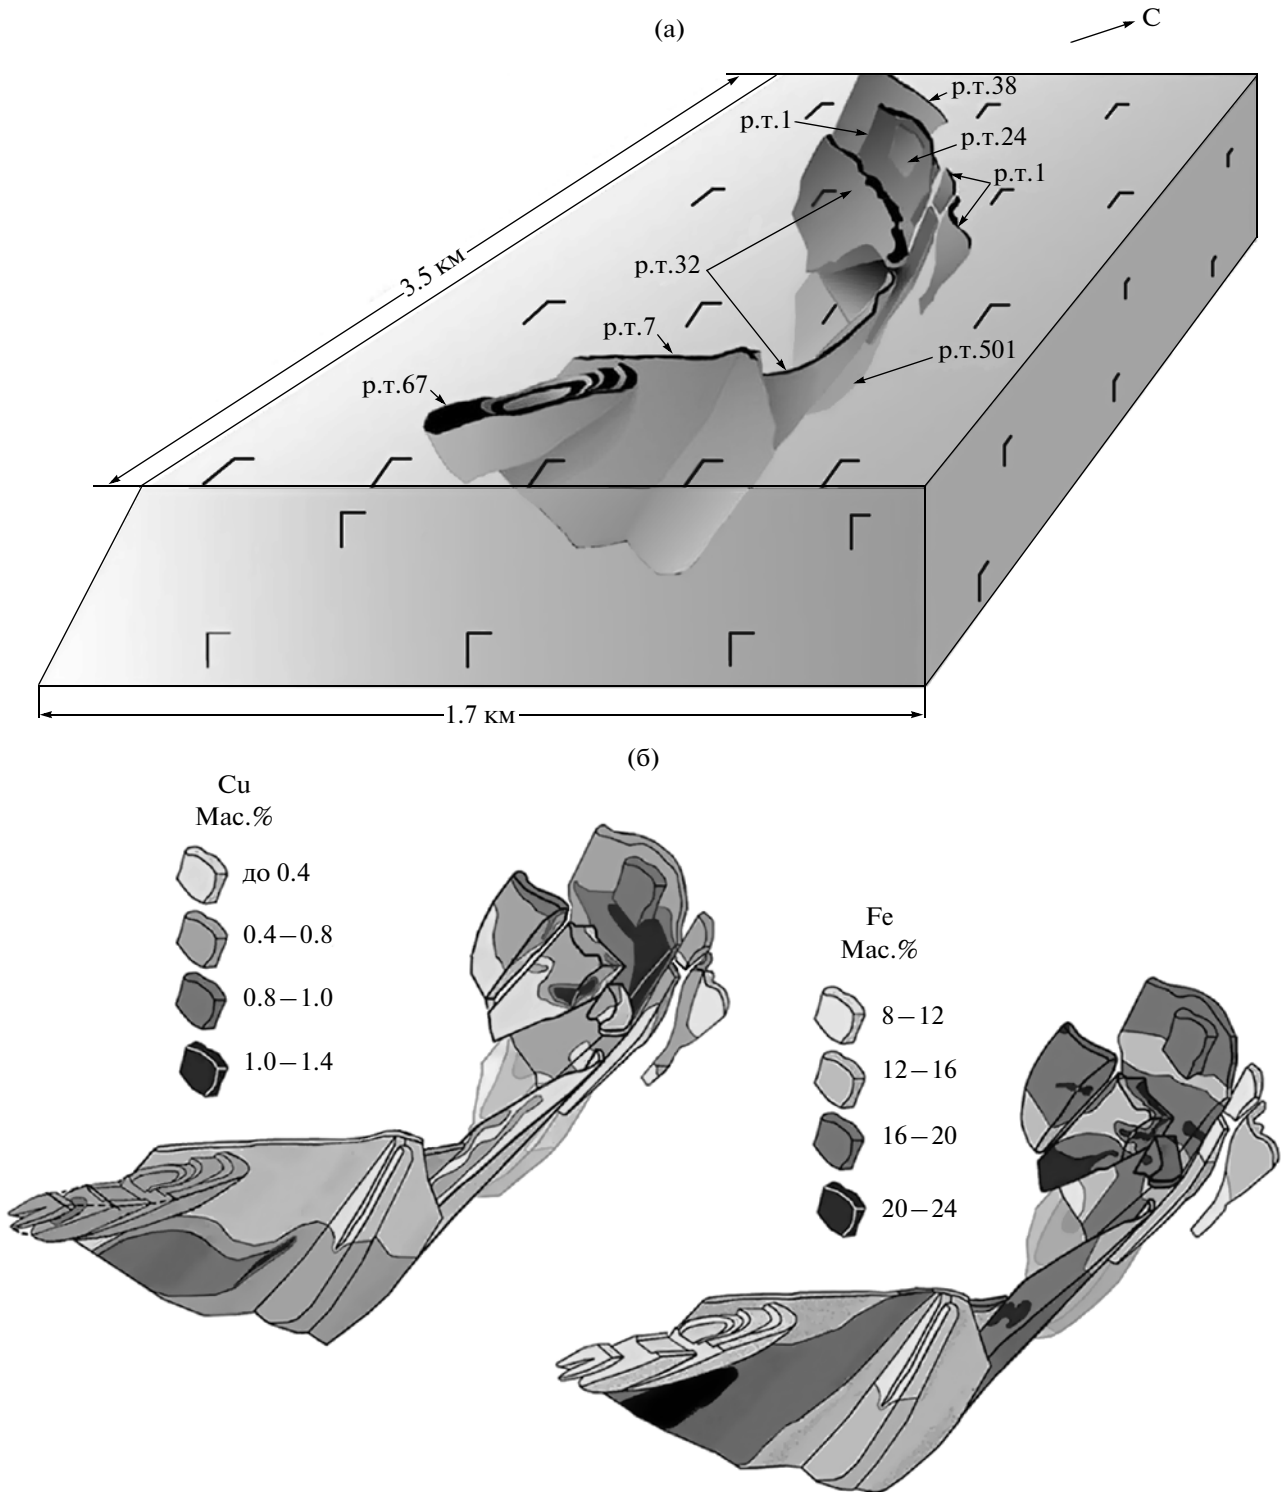 (а)
С
р.т.38
р.т.1
р.т.24
р.т.1
3.5 км
р.т.32
р.т.7
р.т.501
р.т.67
1.7 км
(б)
Cu
Мас.%
до 0.4
0.4–0.8
0.8–1.0
1.0–1.4
Fe
Мас.%
8–12
12–16
16–20
20–24